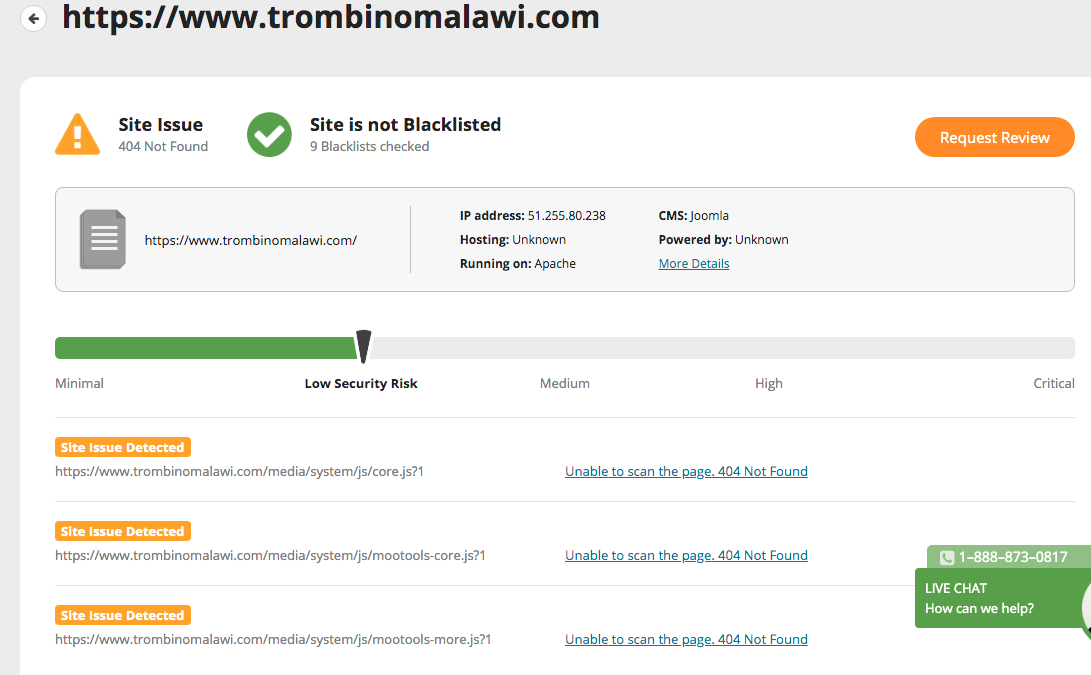 https://www.trombinomalawi.com
Site Issue
404 Not Found
Site is not Blacklisted
9 Blacklists checked
Request Review
https://www.trombinomalawi.com/
IP address: 51.255.80.238
Hosting: Unknown
Running on: Apache
CMS: Joomla
Powered by: Unknown
More Details
Minimal
Low Security Risk
Medium
High
Critical
Site Issue Detected
https://www.trombinomalawi.com/media/system/js/core.js?1
Unable to scan the page. 404 Not Found
Site Issue Detected
https://www.trombinomalawi.com/media/system/js/mootools-core.js?1
Unable to scan the page. 404 Not Found
Site Issue Detected
https://www.trombinomalawi.com/media/system/js/mootools-more.js?1
Unable to scan the page. 404 Not Found
1–888–873–0817
LIVE CHAT
How can we help?